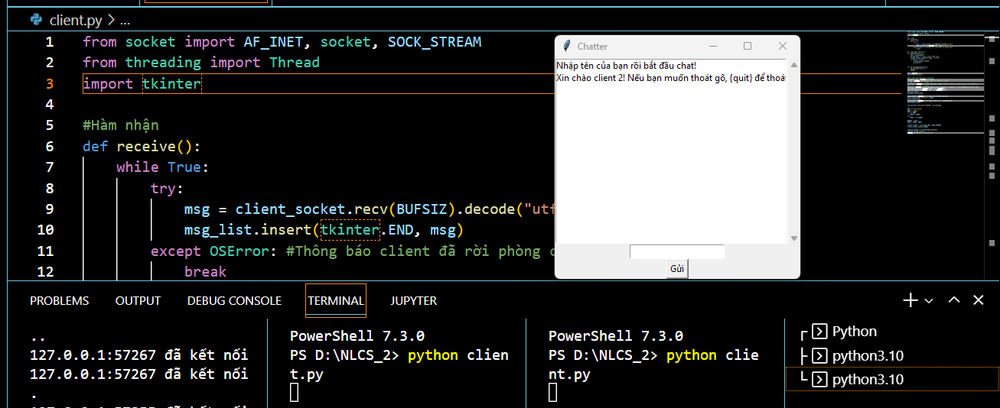 client.py > ...
1 from socket import AF_INET, socket, SOCK_STREAM
2 from threading import Thread
3 import tkinter
4
5 #Hàm nhận
6 def receive():
7 while True:
8 try:
9 msg = client_socket.recv(BUFSIZ).decode("utf
10 msg_list.insert(tkinter.END, msg)
11 except OSError: #Thông báo client đã rời phòng
12 break
Chatter
Nhập tên của bạn rồi bắt đầu chat!
Xin chào client 2! Nếu bạn muốn thoát gõ, {quit} để thoá
Gửi
PROBLEMS OUTPUT DEBUG CONSOLE TERMINAL JUPYTER
..
127.0.0.1:57267 đã kết nối
127.0.0.1:57267 đã kết nối
.
PowerShell 7.3.0
PS D:\NLCS_2> python clien
t.py
PowerShell 7.3.0
PS D:\NLCS_2> python clie
nt.py
Python
python3.10
python3.10